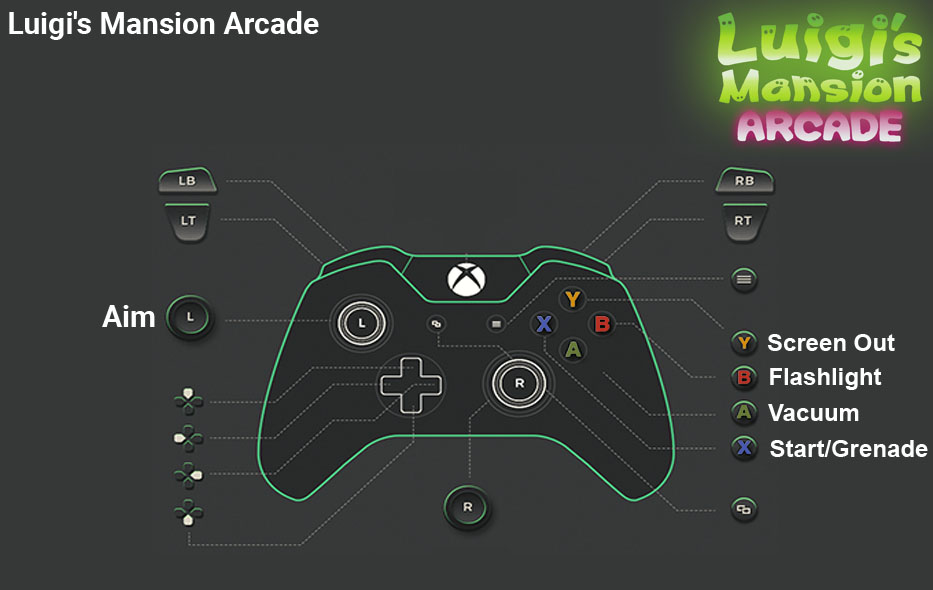 Luigi's Mansion Arcade
Luigi's
Mansion
ARCADE
LB
RB
LT
RT
Aim
L
L
Y
X
B
A
R
Y Screen Out
B Flashlight
A Vacuum
X Start/Grenade
R